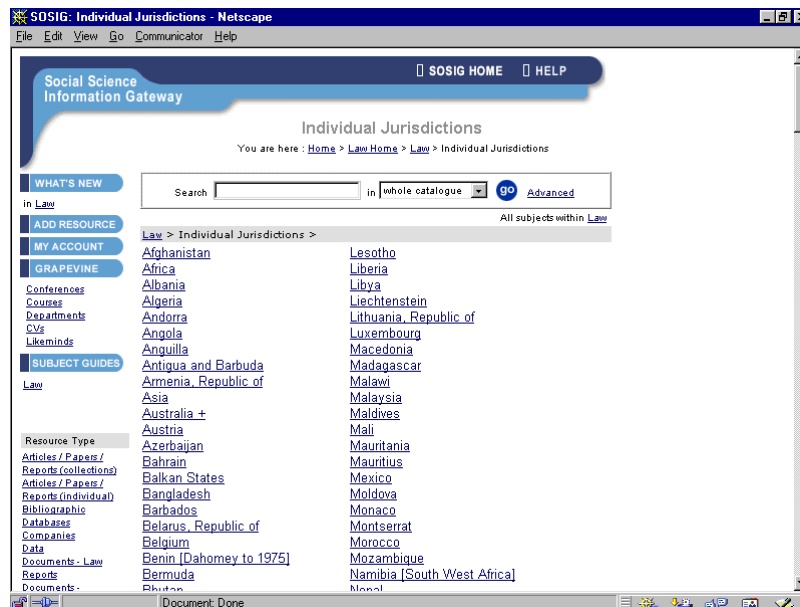 SOSIG: Individual Jurisdictions - Netscape
File Edit View Go Communicator Help
Social Science
Information Gateway
SOSIG HOME HELP
Individual Jurisdictions
You are here : Home > Law Home > Law > Individual Jurisdictions
WHAT'S NEW
in Law
ADD RESOURCE
MY ACCOUNT
GRAPEVINE
Conferences
Courses
Departments
CVs
Likeminds
SUBJECT GUIDES
Law
Resource Type
Articles / Papers /
Reports (collections)
Articles / Papers /
Reports (individual)
Bibliographic
Databases
Companies
Data
Documents - Law
Reports
Documents -
Search in whole catalogue go Advanced
All subjects within Law
Law > Individual Jurisdictions >
Afghanistan
Africa
Albania
Algeria
Andorra
Angola
Anguilla
Antigua and Barbuda
Armenia, Republic of
Asia
Australia +
Austria
Azerbaijan
Bahrain
Balkan States
Bangladesh
Barbados
Belarus, Republic of
Belgium
Benin [Dahomey to 1975]
Bermuda
Bhutan
Lesotho
Liberia
Libya
Liechtenstein
Lithuania, Republic of
Luxembourg
Macedonia
Madagascar
Malawi
Malaysia
Maldives
Mali
Mauritania
Mauritius
Mexico
Moldova
Monaco
Montserrat
Morocco
Mozambique
Namibia [South West Africa]
Nepal
Document: Done